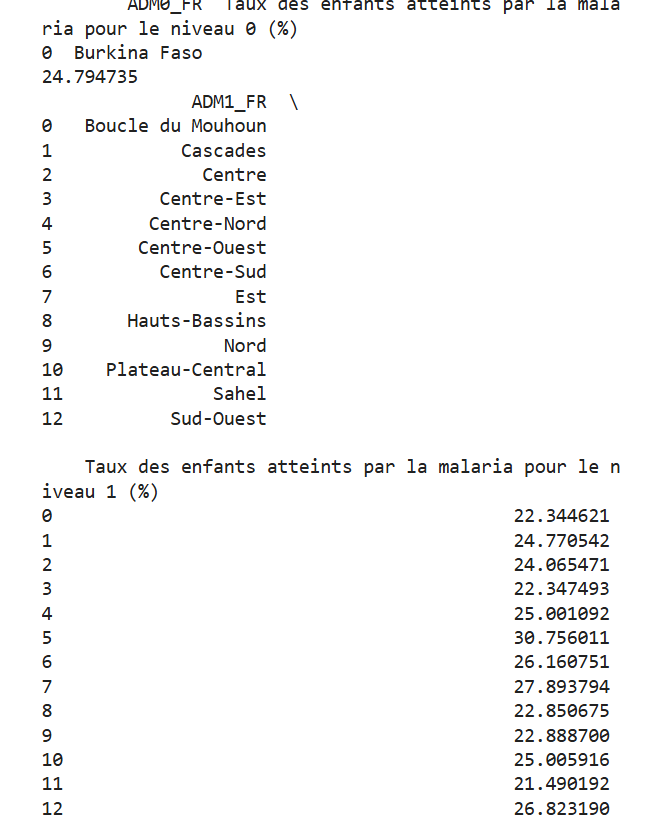 ADM0_FR Taux des enfants atteints par la mala
ria pour le niveau 0 (%)
0 Burkina Faso
24.794735
ADM1_FR \
0 Boucle du Mouhoun
1 Cascades
2 Centre
3 Centre-Est
4 Centre-Nord
5 Centre-Ouest
6 Centre-Sud
7 Est
8 Hauts-Bassins
9 Nord
10 Plateau-Central
11 Sahel
12 Sud-Ouest
Taux des enfants atteints par la malaria pour le n
iveau 1 (%)
0 22.344621
1 24.770542
2 24.065471
3 22.347493
4 25.001092
5 30.756011
6 26.160751
7 27.893794
8 22.850675
9 22.888700
10 25.005916
11 21.490192
12 26.823190